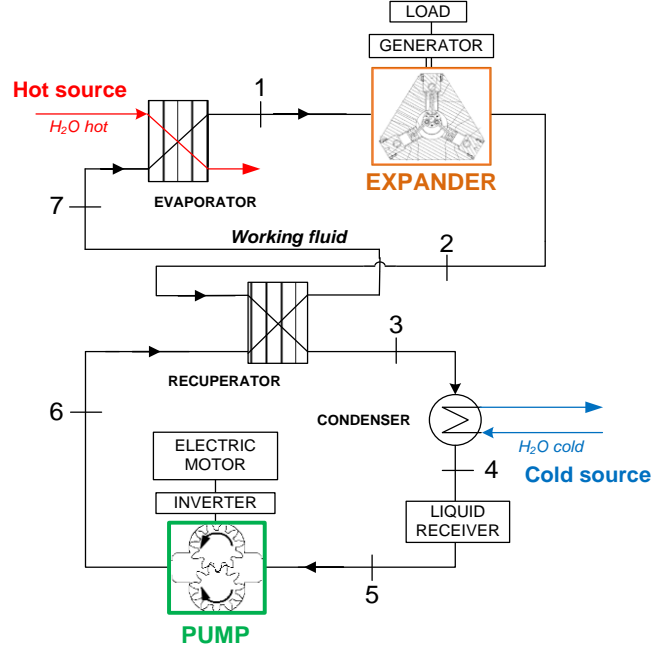 LOAD
GENERATOR
1
Hot source
H₂O hot
EXPANDER
EVAPORATOR
7
Working fluid
2
3
RECUPERATOR
6
CONDENSER
H₂O cold
ELECTRIC
MOTOR
4
Cold source
INVERTER
LIQUID
RECEIVER
5
PUMP